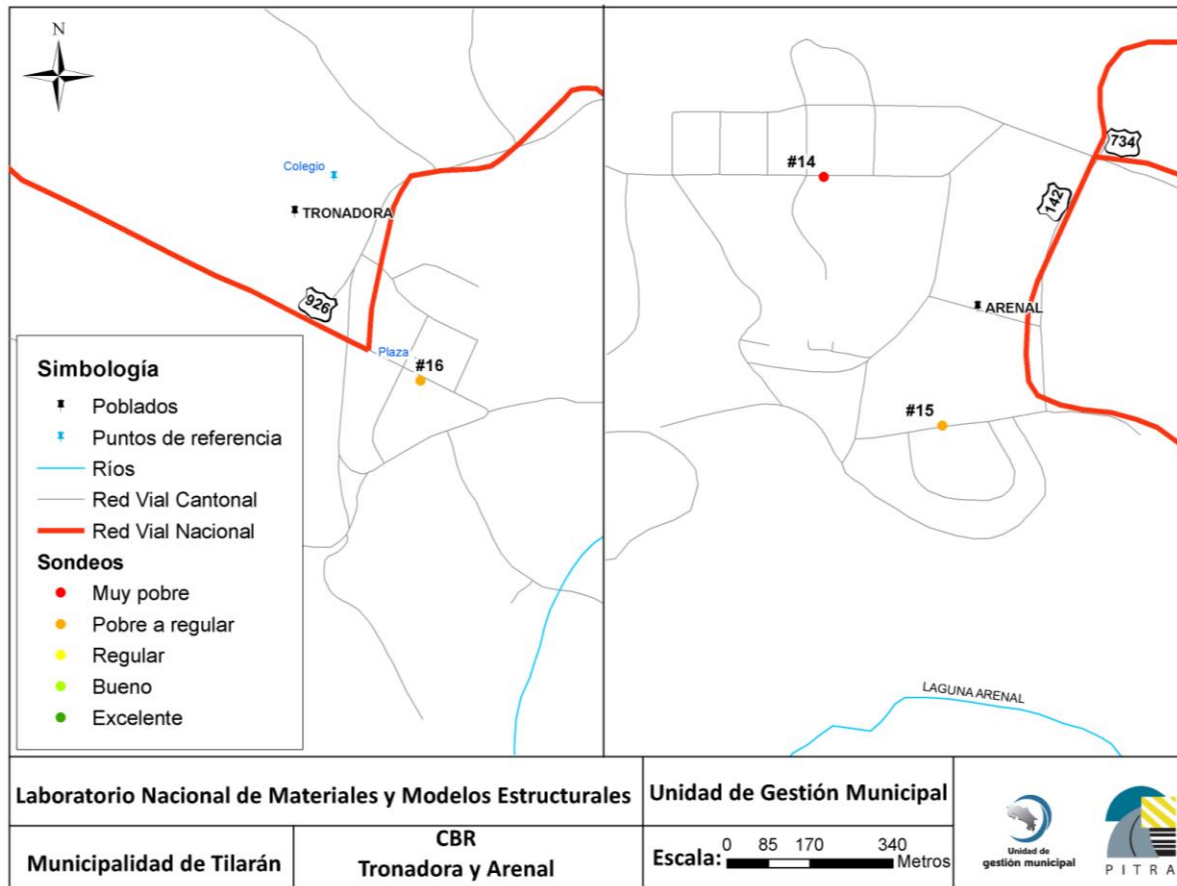 N
Colegio
TRONADORA
926
Plaza
#16
Simbología
Poblados
Puntos de referencia
Ríos
Red Vial Cantonal
Red Vial Nacional
Sondeos
Muy pobre
Pobre a regular
Regular
Bueno
Excelente
#14
734
142
ARENAL
#15
LAGUNA ARENAL
Laboratorio Nacional de Materiales y Modelos Estructurales
Unidad de Gestión Municipal
Municipalidad de Tilarán
CBR
Tronadora y Arenal
Escala: 0 85 170 340 Metros
Unidad de
gestión municipal
PITRA